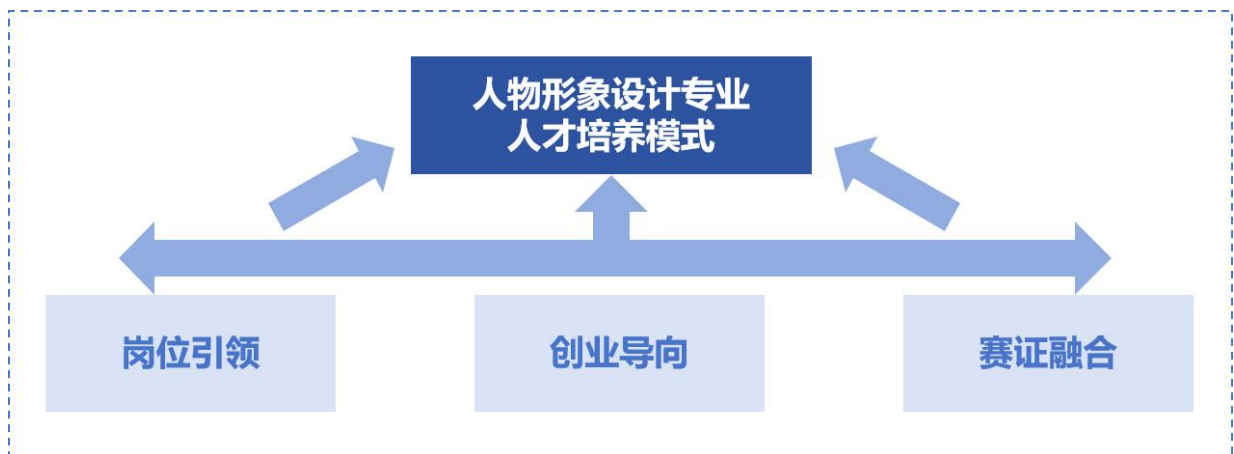 人物形象设计专业
人才培养模式
岗位引领
创业导向
赛证融合